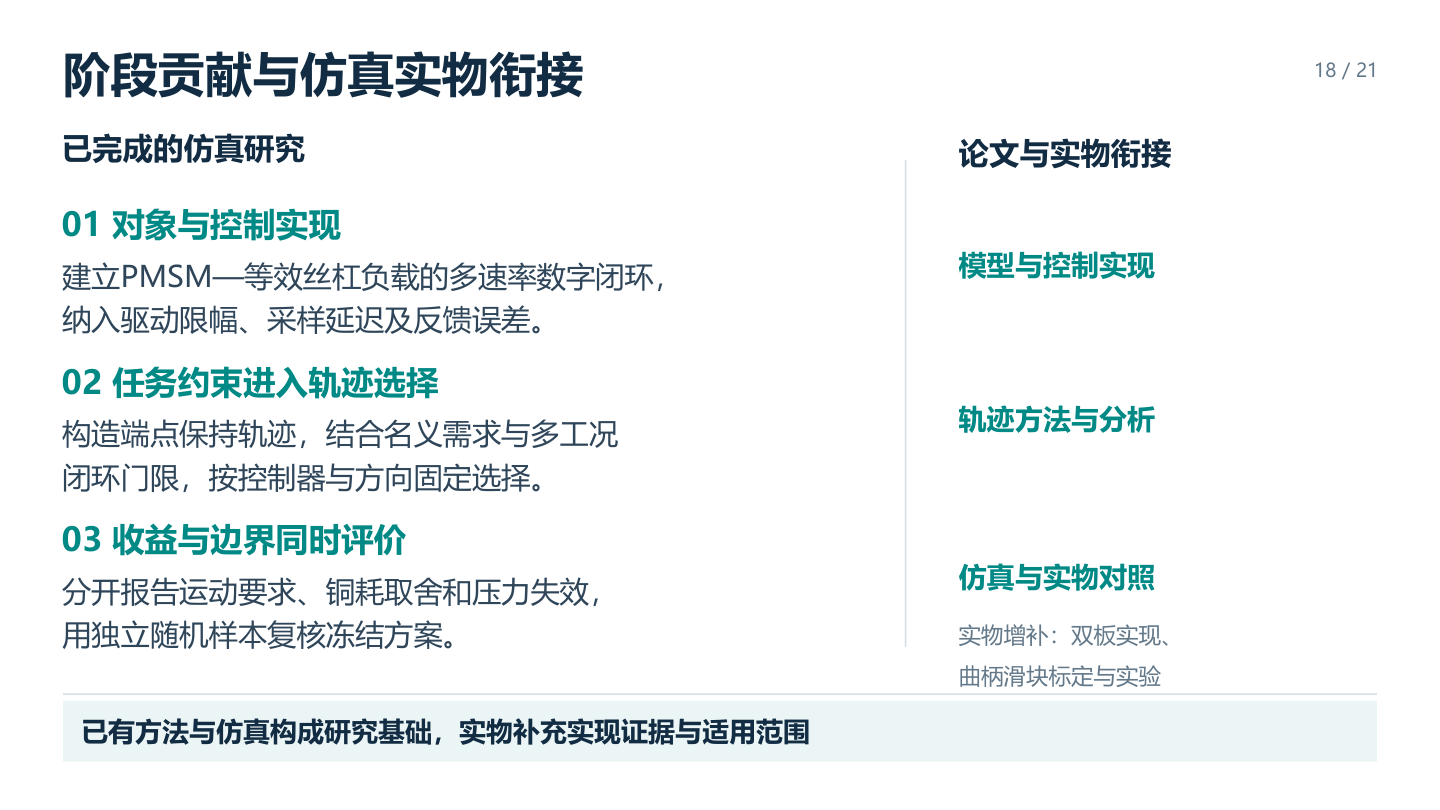 阶段贡献与仿真实物衔接
18 / 21
已完成的仿真研究
01 对象与控制实现
建立PMSM—等效丝杠负载的多速率数字闭环，
纳入驱动限幅、采样延迟及反馈误差。
02 任务约束进入轨迹选择
构造端点保持轨迹，结合名义需求与多工况
闭环门限，按控制器与方向固定选择。
03 收益与边界同时评价
分开报告运动要求、铜耗取舍和压力失效，
用独立随机样本复核冻结方案。
论文与实物衔接
模型与控制实现
轨迹方法与分析
仿真与实物对照
实物增补：双板实现、
曲柄滑块标定与实验
已有方法与仿真构成研究基础，实物补充实现证据与适用范围